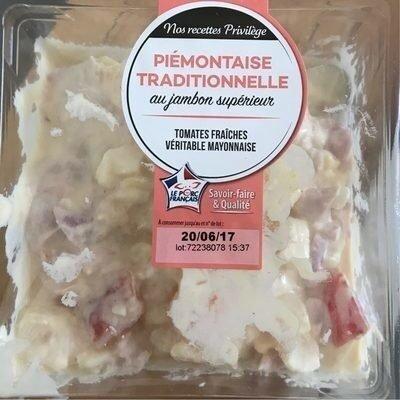 Nos recettes Privilège
PIÉMONTAISE
TRADITIONNELLE
au jambon supérieur
TOMATES FRAÎCHES
VÉRITABLE MAYONNAISE
LE PORC
FRANÇAIS
Savoir-faire
& Qualité
A consommer jusqu'au et n° de lot :
20/06/17
lot:72238078 15:37